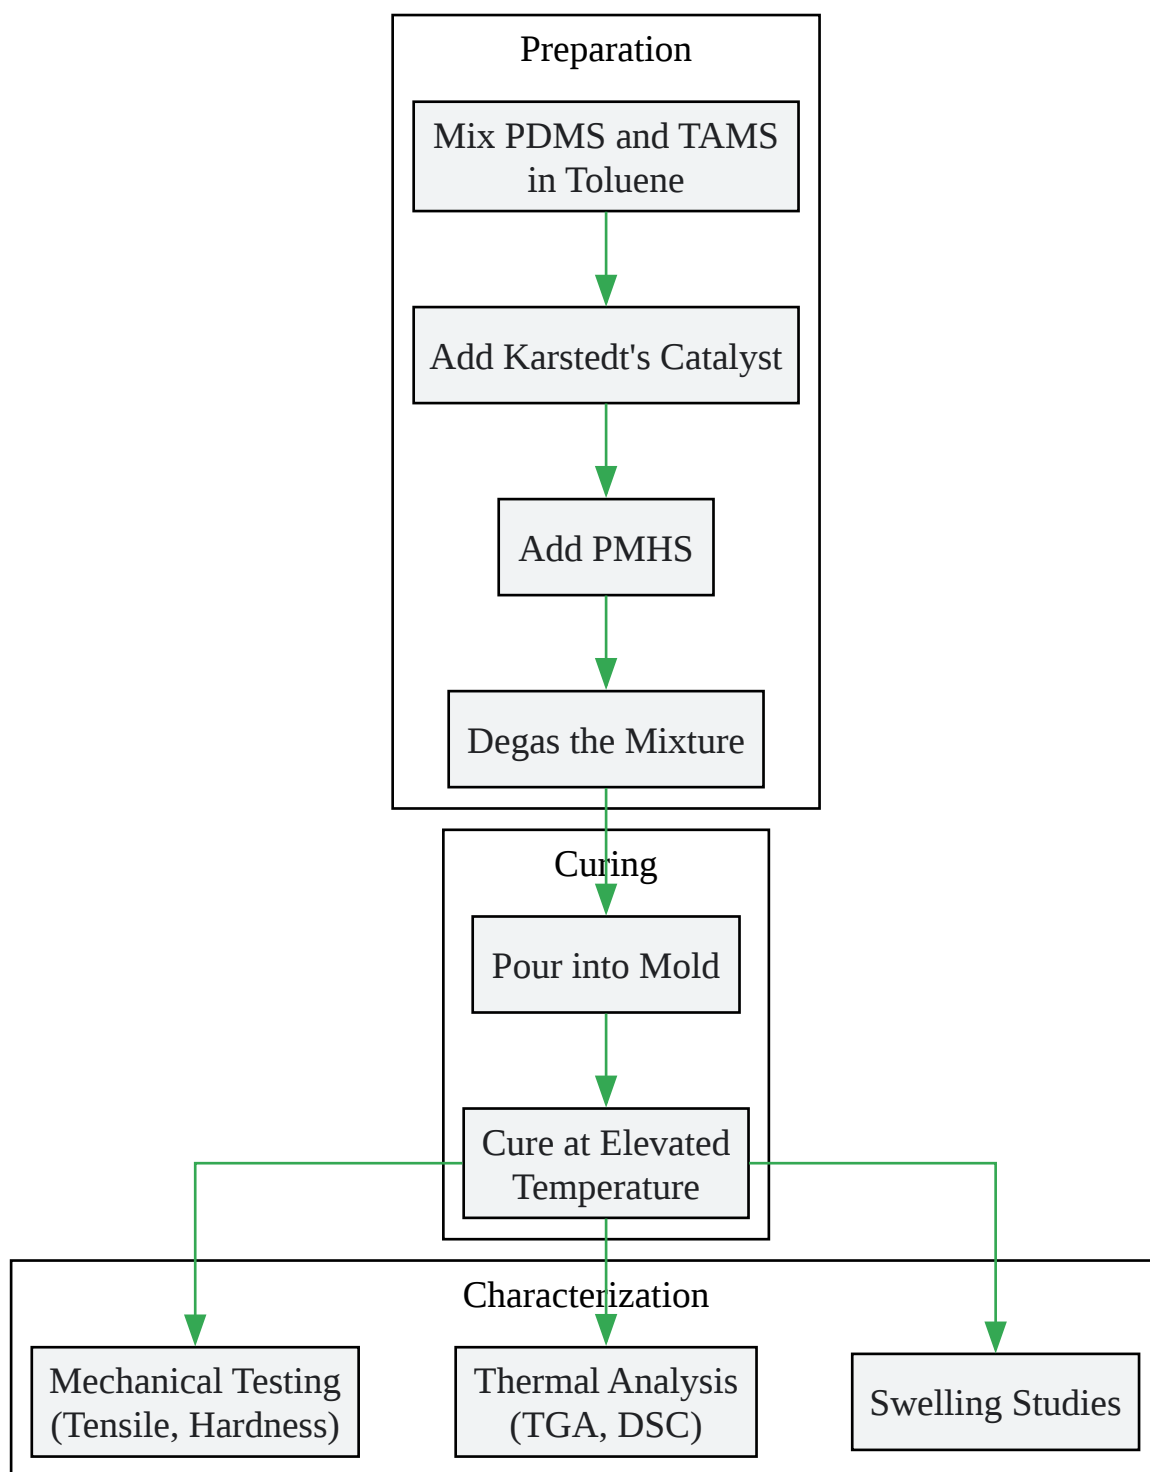 Preparation
Mix PDMS and TAMS
in Toluene
Add Karstedt's Catalyst
Add PMHS
Degas the Mixture
Curing
Pour into Mold
Cure at Elevated
Temperature
Characterization
Mechanical Testing
(Tensile, Hardness)
Thermal Analysis
(TGA, DSC)
Swelling Studies